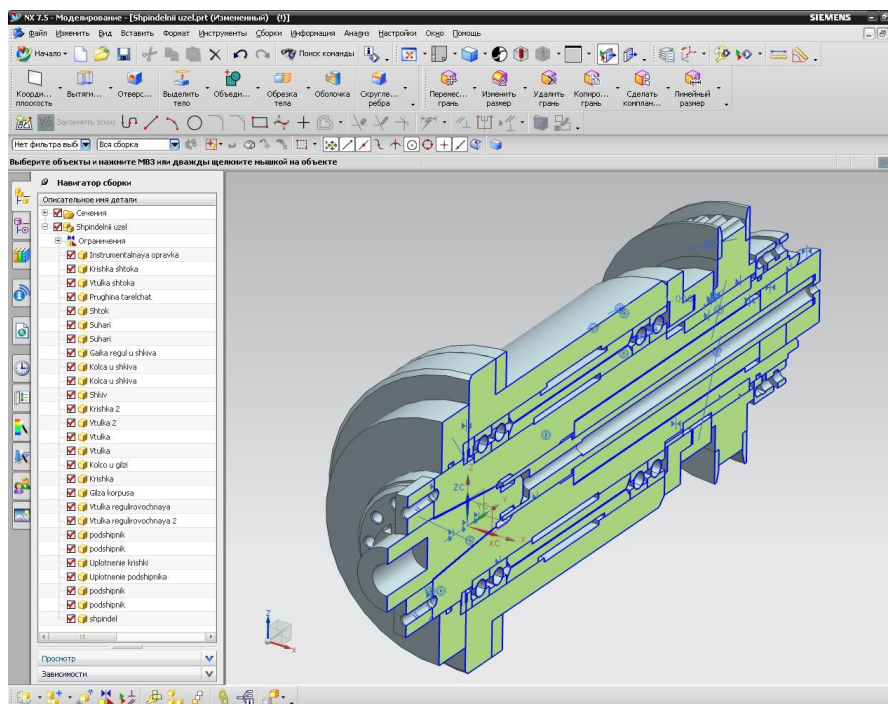 NX 7.5 - Моделирование - [Shpindelnii uzel.prt (Измененный) (!)]
SIEMENS
Файл Изменить Вид Вставить Формат Инструменты Сборки Информация Анализ Настройки Окно Помощь
Начало Поиск команды
Коорди... Вытяги... Отверс... Выделить Объеди... Обрезка Оболочка Скругле... Перемес... Изменить Удалить Копиро... Сделать Линейный
плоскость тело тела ребра грань размер грань грань комплан... размер
Закончить эскиз
Нет фильтра выб Вся сборка
Выберите объекты и нажмите МВ3 или дважды щелкните мышкой на объекте
Навигатор сборки
Описательное имя детали
Сечения
Shpindelnii uzel
Ограничения
Instrumentalnaya opravka
Krishka shtoka
Vtulka shtoka
Prughina tarelchat
Shtok
Suhari
Suhari
Gaika regul u shkiva
Kolca u shkiva
Kolca u shkiva
Shkiv
Krishka 2
Vtulka 2
Vtulka
Vtulka
Kolco u gilzi
Krishka
Gilza korpusa
Vtulka regulirovochnaya
Vtulka regulirovochnaya 2
podshipnik
podshipnik
Uplotnenie krishki
Uplotnenie podshipnika
podshipnik
podshipnik
shpindel
Просмотр
Зависимости
Z
ZC
YC
Y
XC
X
Z
X